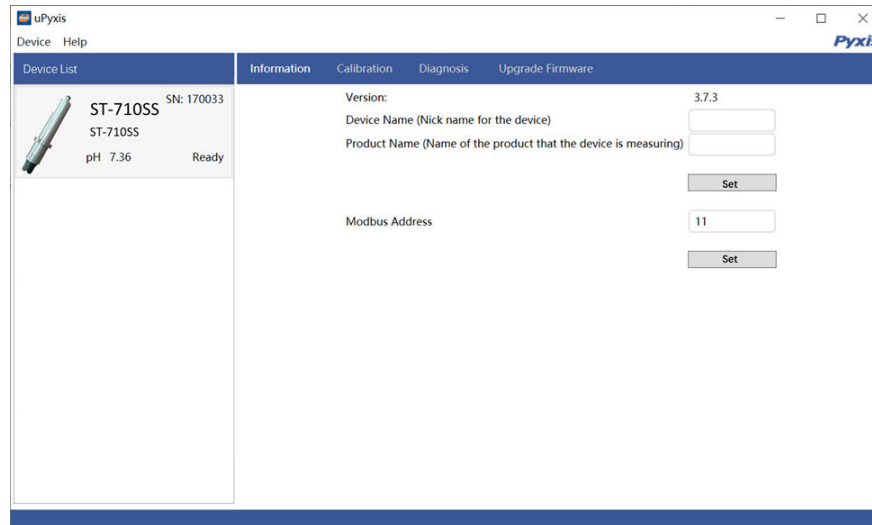 uPyxis
Device Help
Device List
Information Calibration Diagnosis Upgrade Firmware
ST-710SS SN: 170033
ST-710SS
pH 7.36 Ready
Version: 3.7.3
Device Name (Nick name for the device)
Product Name (Name of the product that the device is measuring)
Set
Modbus Address 11
Set